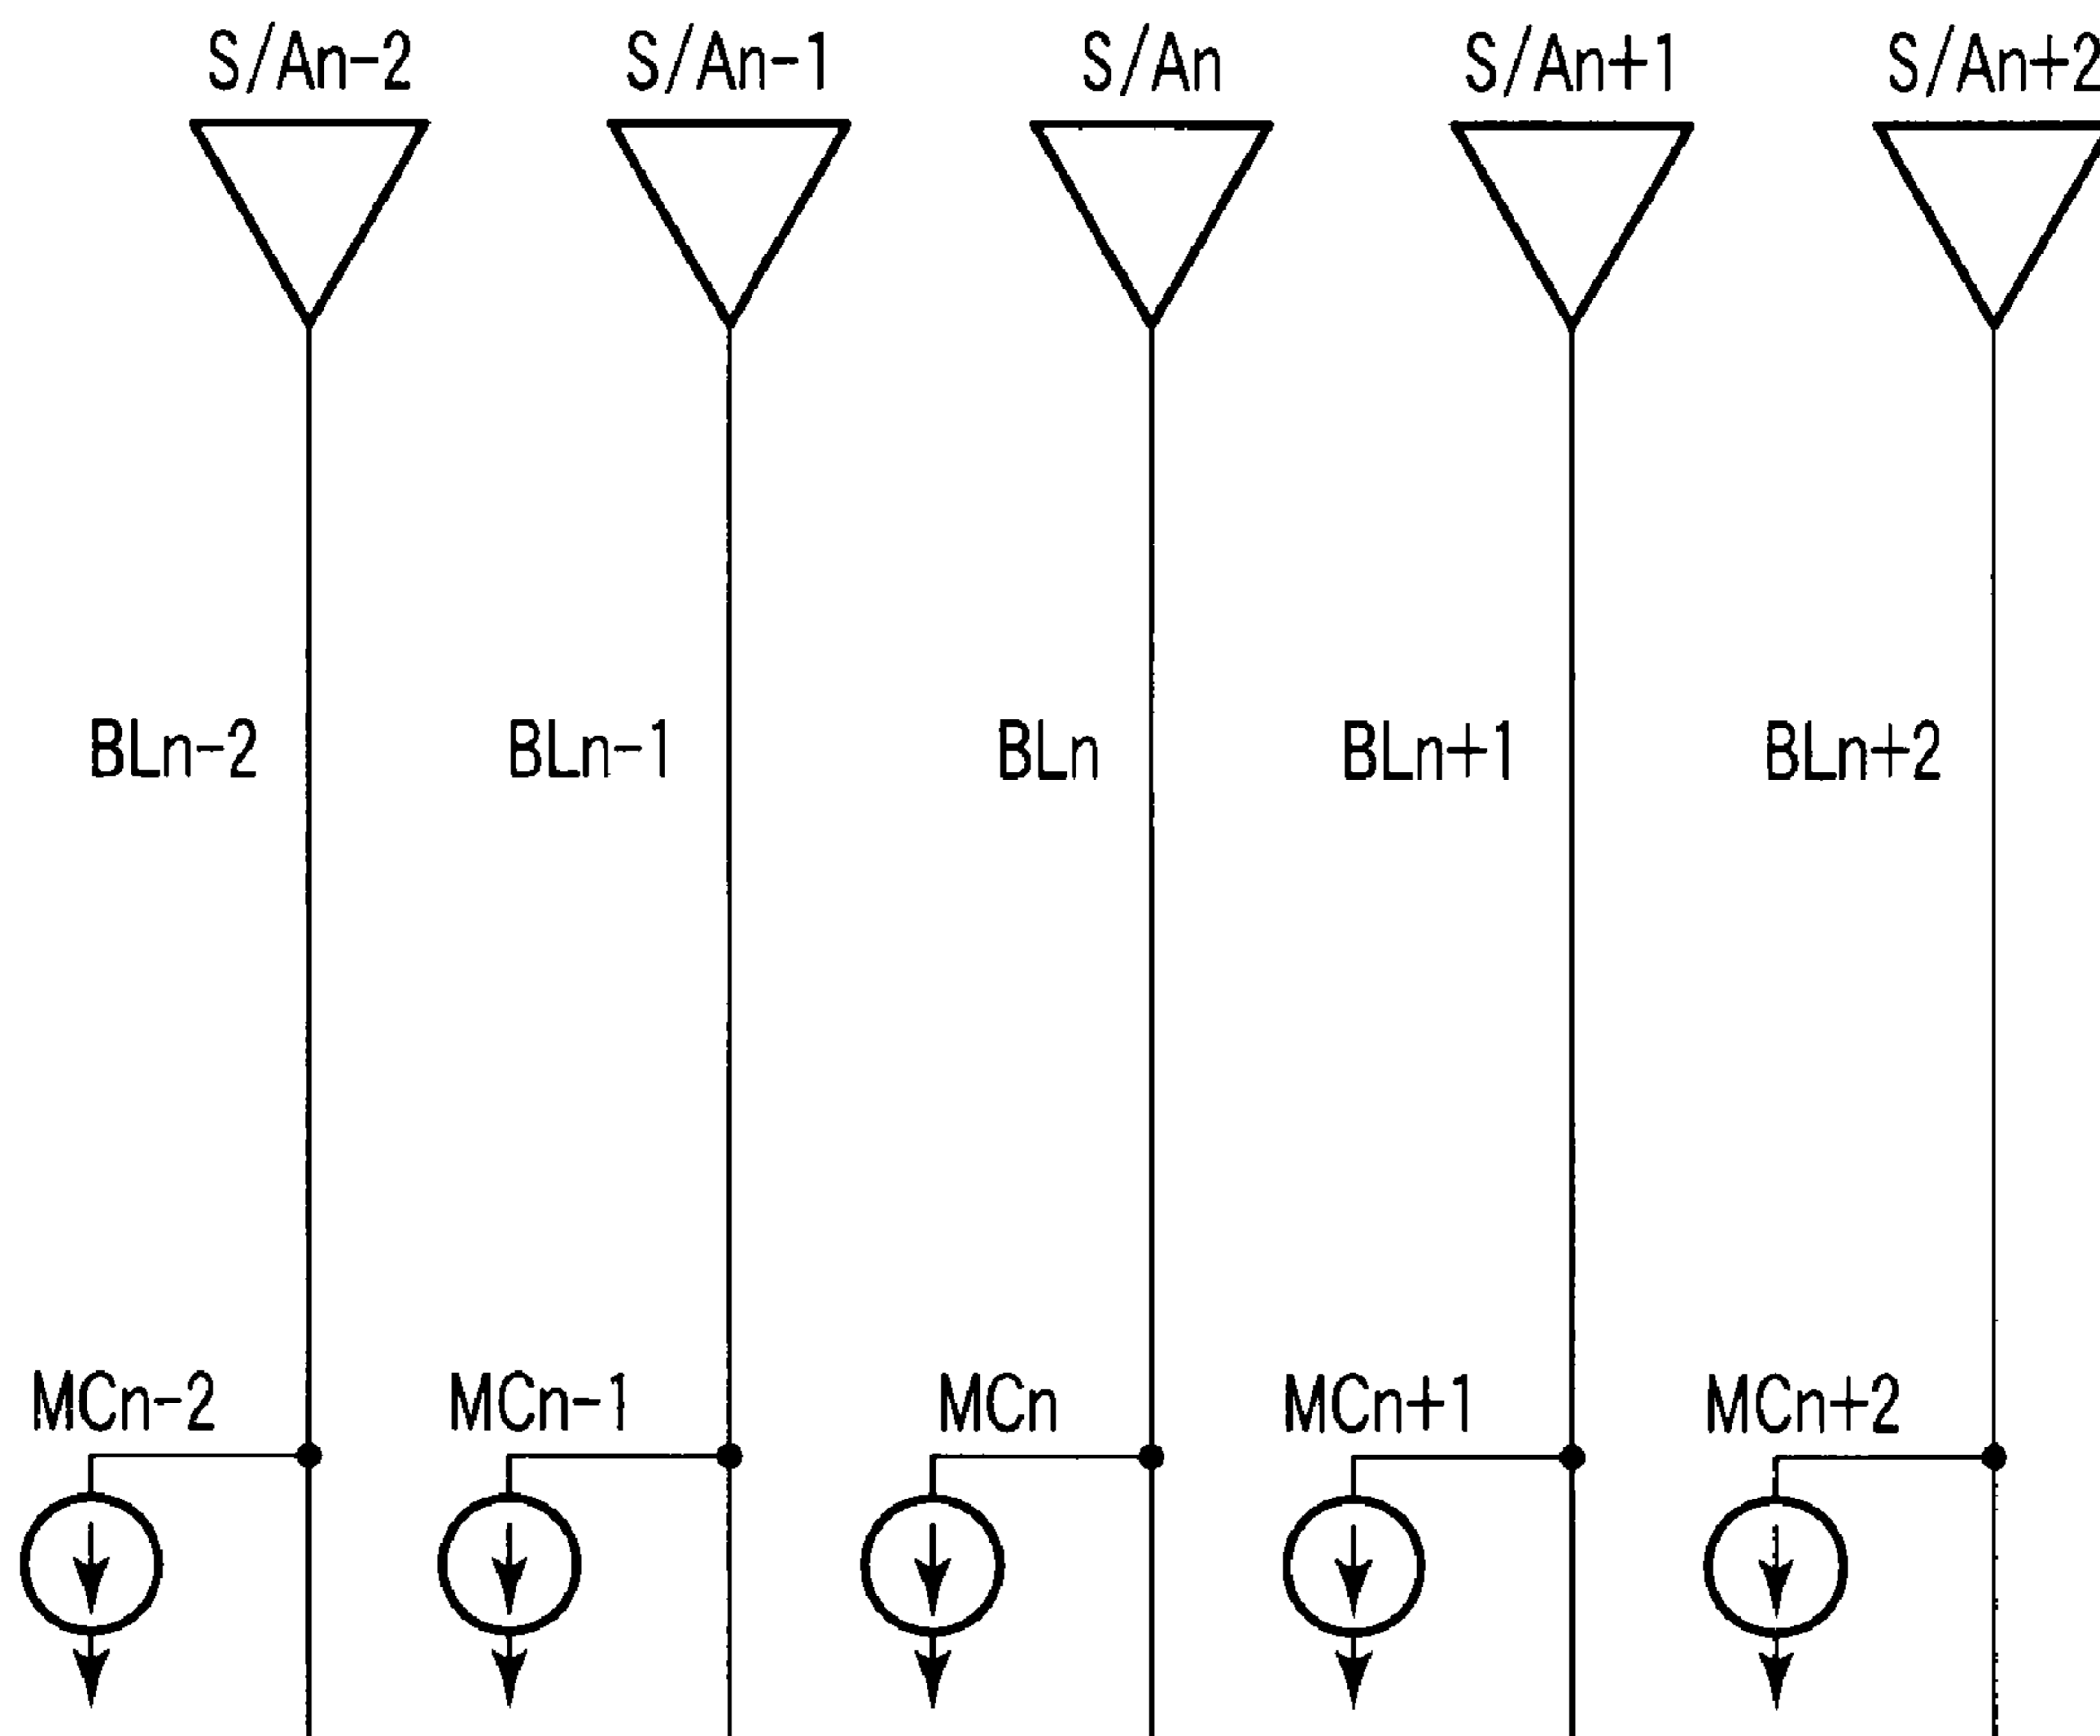 S/An-2 S/An-1 S/An S/An+1 S/An+2
BLn-2 BLn-1 BLn BLn+1 BLn+2
MCn-2 MCn-1 MCn MCn+1 MCn+2